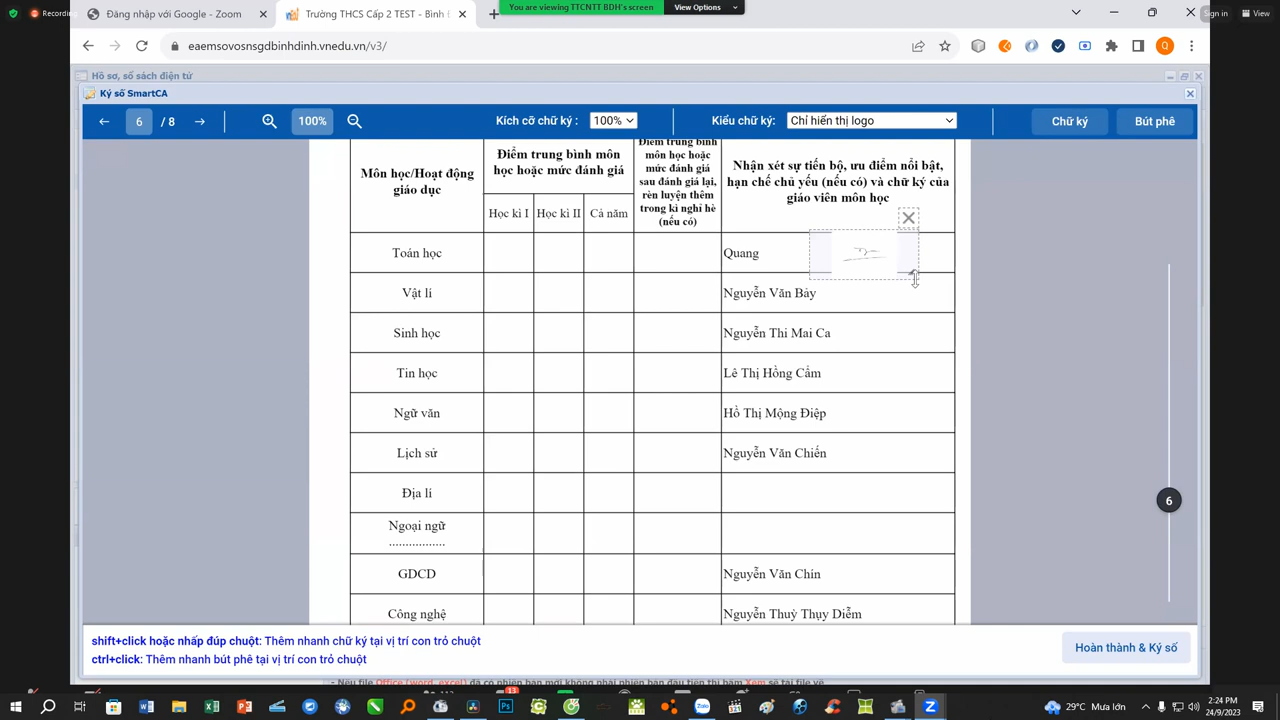 Recording
Đăng nhập với Google - Zoom
Trường THCS Cấp 2 TEST - Bình Đ
You are viewing TTCNTT BDH's screen
View Options
Sign in
View
eaemsovosnsgdbinhdinh.vnedu.vn/v3/
Q
Hồ sơ, sổ sách điện tử
Ký số SmartCA
6 / 8
100%
Kích cỡ chữ ký :
100%
Kiểu chữ ký:
Chỉ hiển thị logo
Chữ ký
Bút phê
Môn học/Hoạt động
giáo dục
Điểm trung bình môn
học hoặc mức đánh giá
Điểm trung bình
môn học hoặc
mức đánh giá
sau đánh giá lại,
rèn luyện thêm
trong kì nghỉ hè
(nếu có)
Nhận xét sự tiến bộ, ưu điểm nổi bật,
hạn chế chủ yếu (nếu có) và chữ ký của
giáo viên môn học
Học kì I
Học kì II
Cả năm
Toán học
Quang
Vật lí
Nguyễn Văn Bảy
Sinh học
Nguyễn Thi Mai Ca
Tin học
Lê Thị Hồng Cẩm
Ngữ văn
Hồ Thị Mộng Điệp
Lịch sử
Nguyễn Văn Chiến
Địa lí
Ngoại ngữ
.................
GDCD
Nguyễn Văn Chín
Công nghệ
Nguyễn Thuỳ Thụy Diễm
6
shift+click hoặc nhấp đúp chuột: Thêm nhanh chữ ký tại vị trí con trỏ chuột
ctrl+click: Thêm nhanh bút phê tại vị trí con trỏ chuột
Hoàn thành & Ký số
13
23°C
Mưa lớn
2:24 PM
24/9/2023